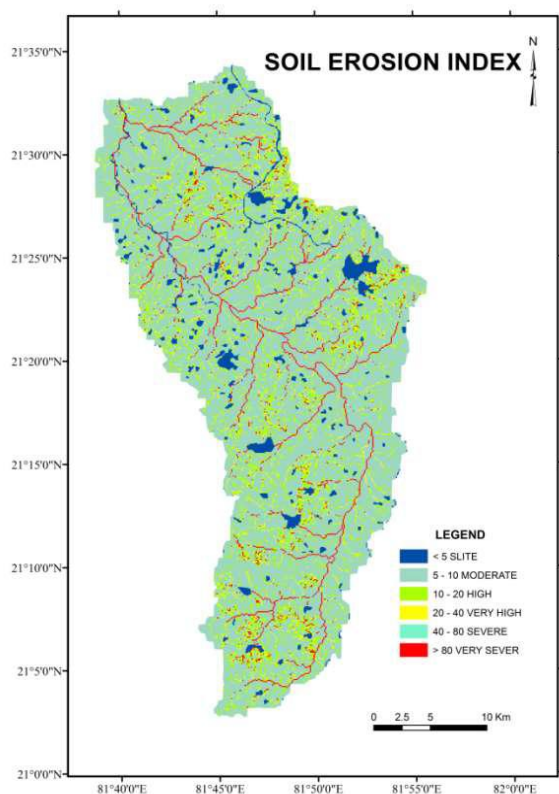 SOIL EROSION INDEX
N
21°35'0"N
21°30'0"N
21°25'0"N
21°20'0"N
21°15'0"N
21°10'0"N
21°5'0"N
21°0'0"N
LEGEND
< 5 SLITE
5 - 10 MODERATE
10 - 20 HIGH
20 - 40 VERY HIGH
40 - 80 SEVERE
> 80 VERY SEVER
0 2.5 5 10 Km
81°40'0"E 81°45'0"E 81°50'0"E 81°55'0"E 82°0'0"E